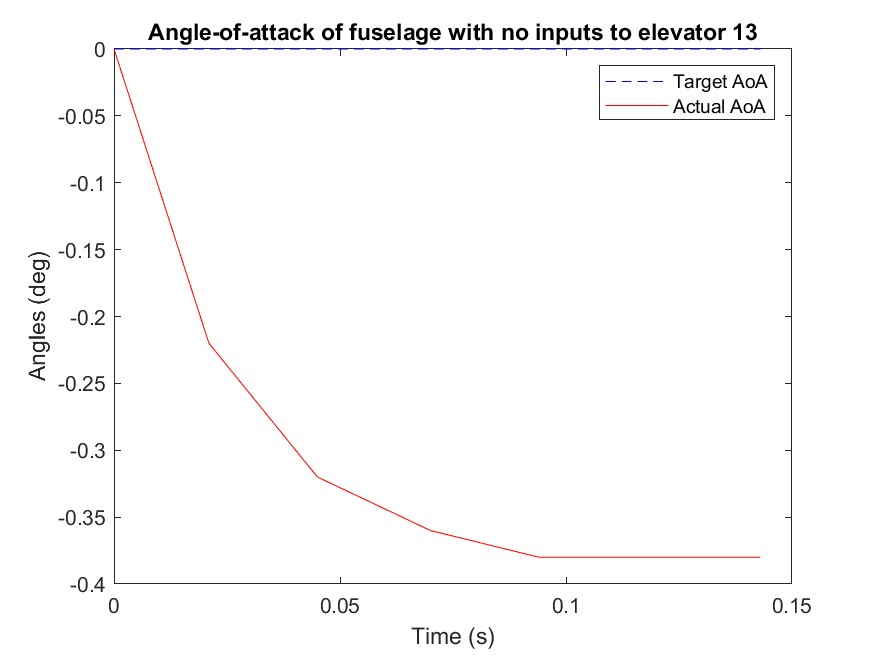 Angle-of-attack of fuselage with no inputs to elevator 13
0
-0.05
-0.1
-0.15
-0.2
-0.25
-0.3
-0.35
-0.4
Angles (deg)
Target AoA
Actual AoA
0
0.05
0.1
0.15
Time (s)